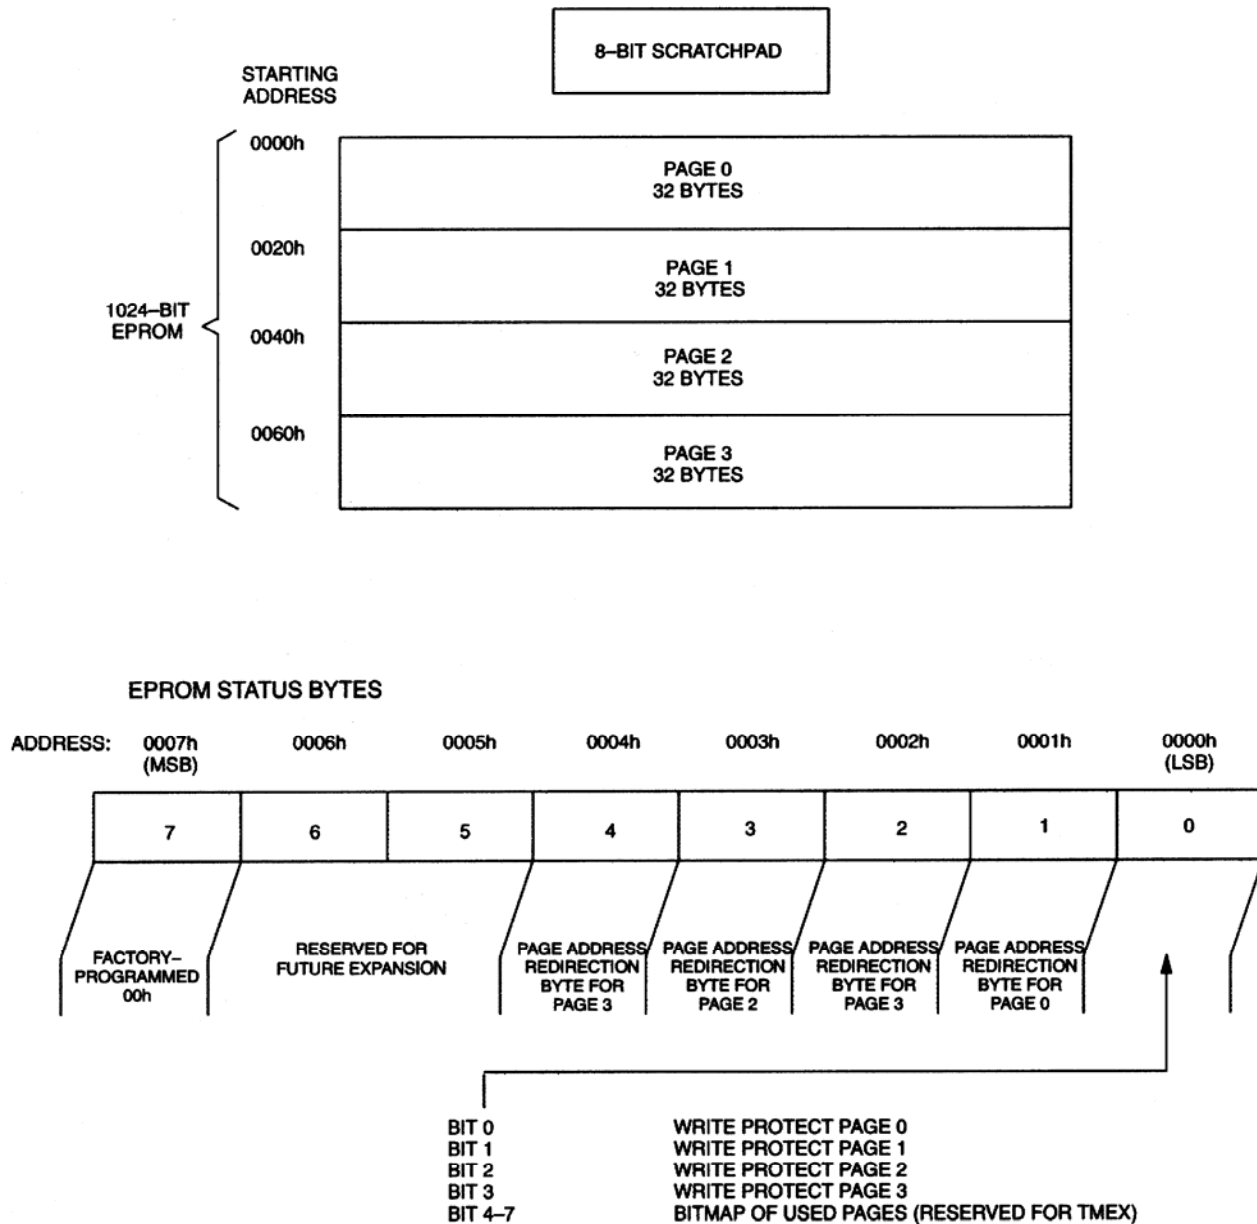 8–BIT SCRATCHPAD
STARTING
ADDRESS
0000h
PAGE 0
32 BYTES
0020h
PAGE 1
32 BYTES
1024–BIT
EPROM
0040h
PAGE 2
32 BYTES
0060h
PAGE 3
32 BYTES
EPROM STATUS BYTES
ADDRESS: 0007h 0006h 0005h 0004h 0003h 0002h 0001h 0000h
(MSB) (LSB)
7 6 5 4 3 2 1 0
FACTORY–
PROGRAMMED
00h
RESERVED FOR
FUTURE EXPANSION
PAGE ADDRESS
REDIRECTION
BYTE FOR
PAGE 3
PAGE ADDRESS
REDIRECTION
BYTE FOR
PAGE 2
PAGE ADDRESS
REDIRECTION
BYTE FOR
PAGE 3
PAGE ADDRESS
REDIRECTION
BYTE FOR
PAGE 0
BIT 0 WRITE PROTECT PAGE 0
BIT 1 WRITE PROTECT PAGE 1
BIT 2 WRITE PROTECT PAGE 2
BIT 3 WRITE PROTECT PAGE 3
BIT 4–7 BITMAP OF USED PAGES (RESERVED FOR TMEX)